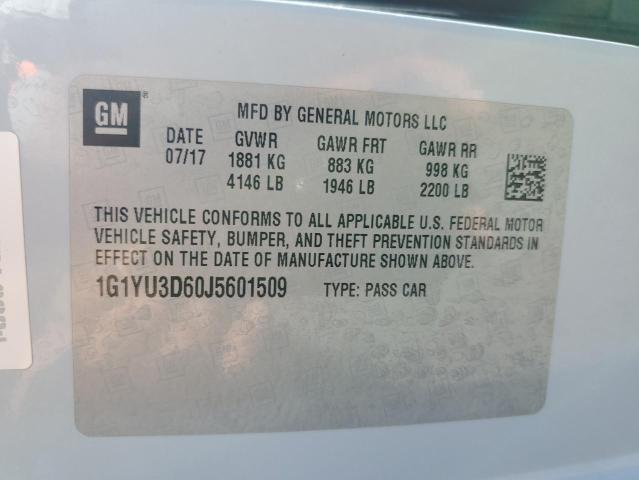 GM
MFD BY GENERAL MOTORS LLC
DATE GVWR GAWR FRT GAWR RR
07/17 1881 KG 883 KG 998 KG
4146 LB 1946 LB 2200 LB
THIS VEHICLE CONFORMS TO ALL APPLICABLE U.S. FEDERAL MOTOR
VEHICLE SAFETY, BUMPER, AND THEFT PREVENTION STANDARDS IN
EFFECT ON THE DATE OF MANUFACTURE SHOWN ABOVE.
1G1YU3D60J5601509 TYPE: PASS CAR